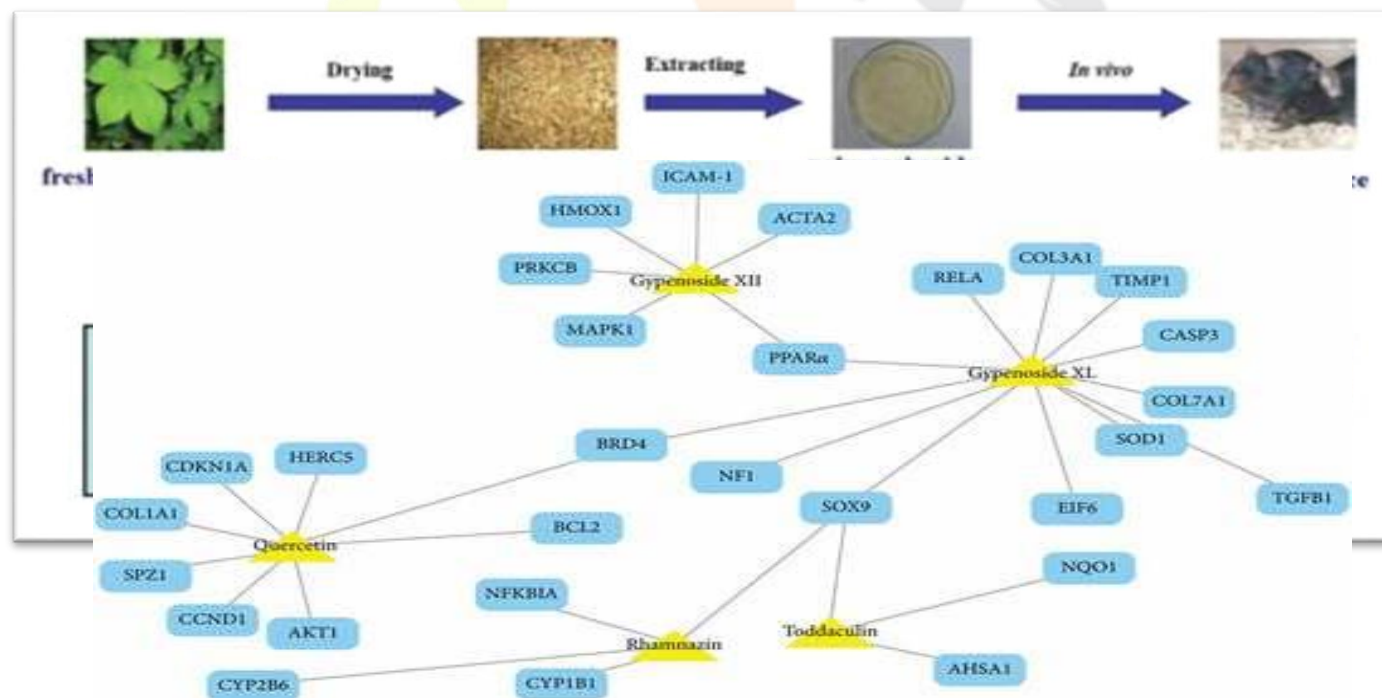 Drying
Extracting
In vivo
fres
ce
ICAM-1
HMOX1
ACTA2
PRKCB
Gypenoside XII
MAPK1
PPARα
RELA
COL3A1
TIMP1
CASP3
Gypenoside XL
COL7A1
SOD1
TGFB1
BRD4
NF1
SOX9
EIF6
CDKN1A
HERC5
COL1A1
BCL2
Quercetin
SPZ1
CCND1
AKT1
NFKBIA
NQO1
Rhamnazin
Toddaculin
CYP2B6
CYP1B1
AHSA1